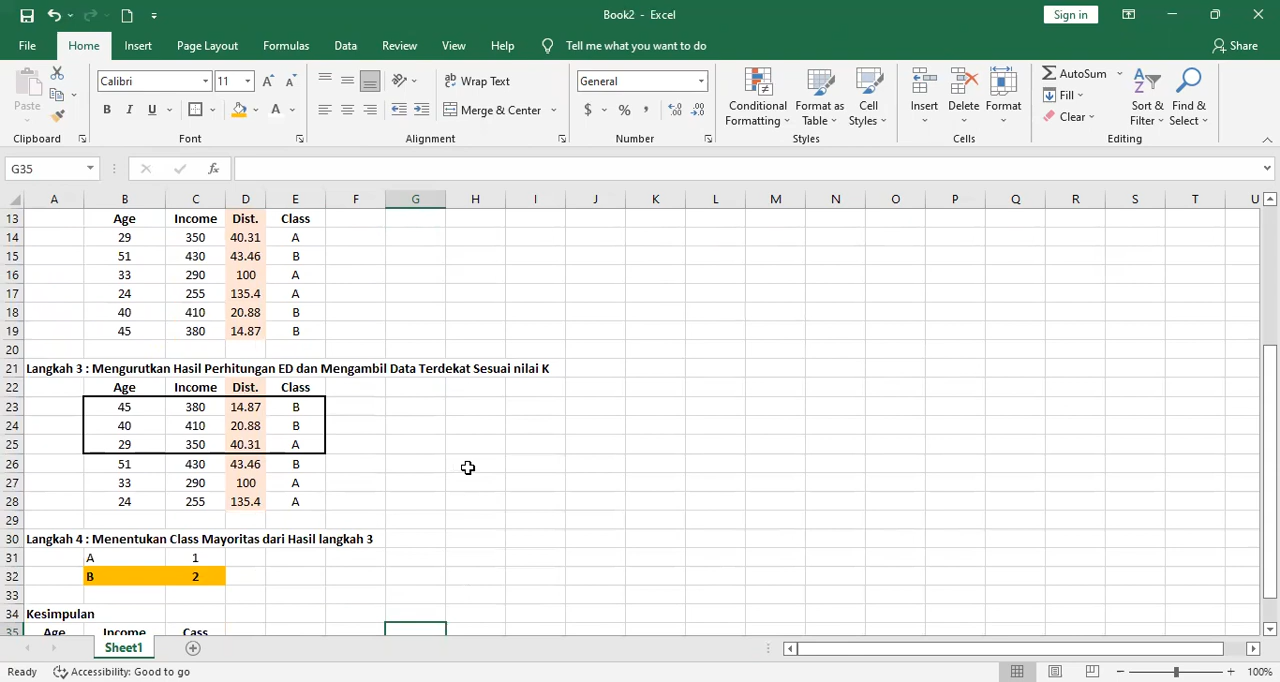 Book2 - Excel
Sign in
File Home Insert Page Layout Formulas Data Review View Help Tell me what you want to do Share
Paste
Calibri 11
B I U A
Wrap Text
Merge & Center
General
$ % ,
Conditional Formatting
Format as Table
Cell Styles
Insert Delete Format
AutoSum
Fill
Clear
Sort & Filter
Find & Select
Clipboard Font Alignment Number Styles Cells Editing
G35 fx
A B C D E F G H I J K L M N O P Q R S T U
13 Age Income Dist. Class
14 29 350 40.31 A
15 51 430 43.46 B
16 33 290 100 A
17 24 255 135.4 A
18 40 410 20.88 B
19 45 380 14.87 B
20
21 Langkah 3 : Mengurutkan Hasil Perhitungan ED dan Mengambil Data Terdekat Sesuai nilai K
22 Age Income Dist. Class
23 45 380 14.87 B
24 40 410 20.88 B
25 29 350 40.31 A
26 51 430 43.46 B
27 33 290 100 A
28 24 255 135.4 A
29
30 Langkah 4 : Menentukan Class Mayoritas dari Hasil langkah 3
31 A 1
32 B 2
33
34 Kesimpulan
35 Age Income Cass
Sheet1
Ready Accessibility: Good to go 100%